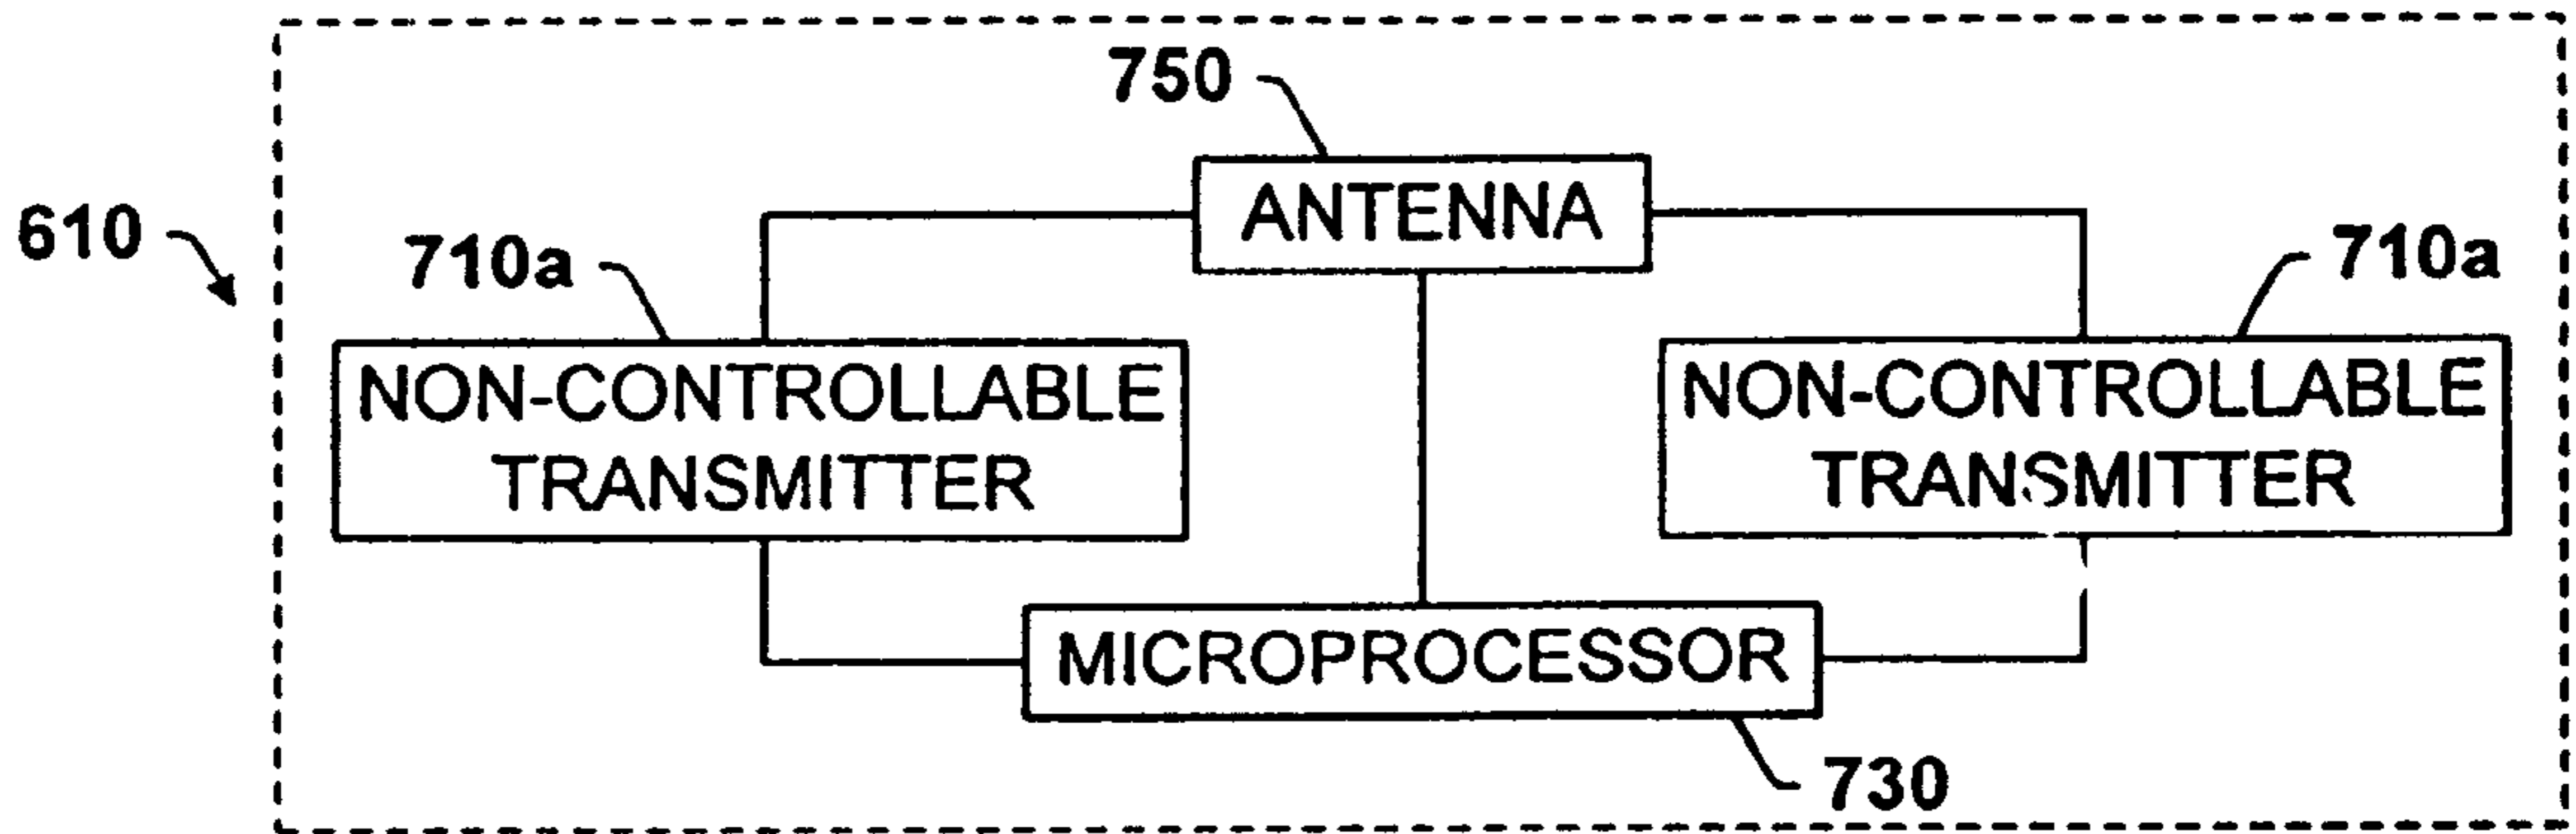 750
ANTENNA
610
710a
710a
NON-CONTROLLABLE
TRANSMITTER
NON-CONTROLLABLE
TRANSMITTER
MICROPROCESSOR
730